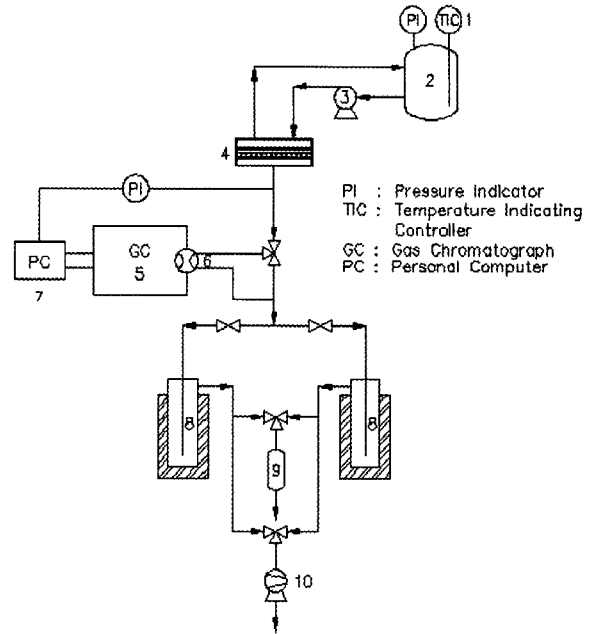 PI
TIC 1
2
3
4
PI
PI : Pressure Indicator
TIC : Temperature Indicating
Controller
GC : Gas Chromatograph
PC : Personal Computer
GC
5
6
PC
7
8
8
9
10